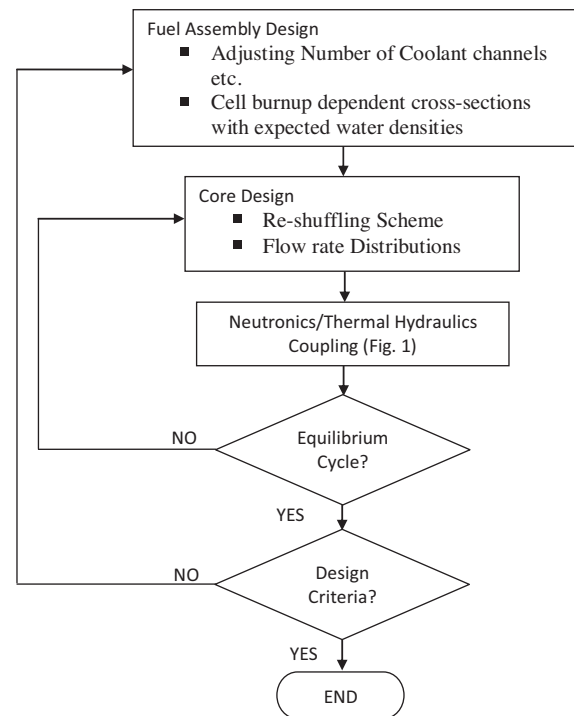 Fuel Assembly Design
▪ Adjusting Number of Coolant channels
etc.
▪ Cell burnup dependent cross-sections
with expected water densities
Core Design
▪ Re-shuffling Scheme
▪ Flow rate Distributions
Neutronics/Thermal Hydraulics
Coupling (Fig. 1)
NO
Equilibrium
Cycle?
YES
NO
Design
Criteria?
YES
END